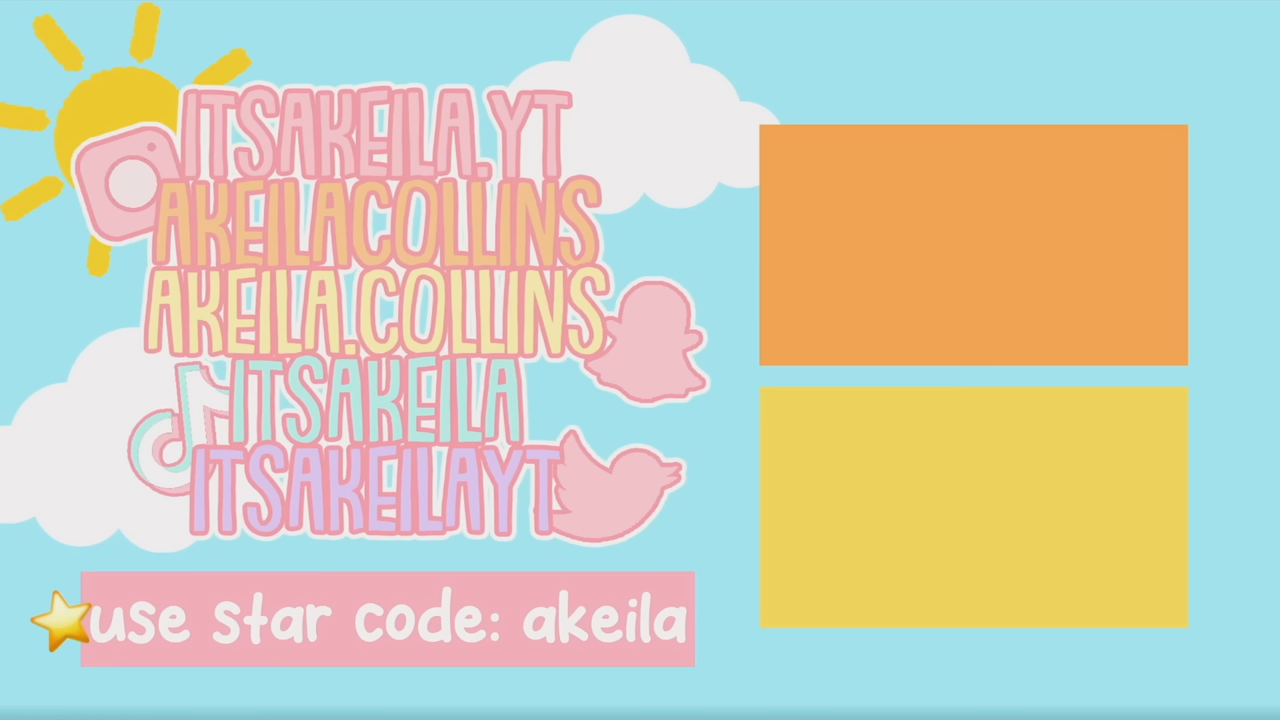 ITSAKEILA.YT
AKEILACOLLINS
AKEILA.COLLINS
ITSAKEILA
ITSAKEILAYT
use star code: akeila